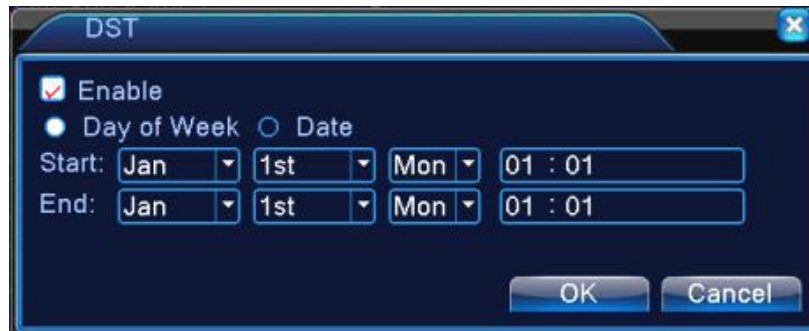 DST
Enable
Day of Week Date
Start: Jan 1st Mon 01 : 01
End: Jan 1st Mon 01 : 01
OK Cancel